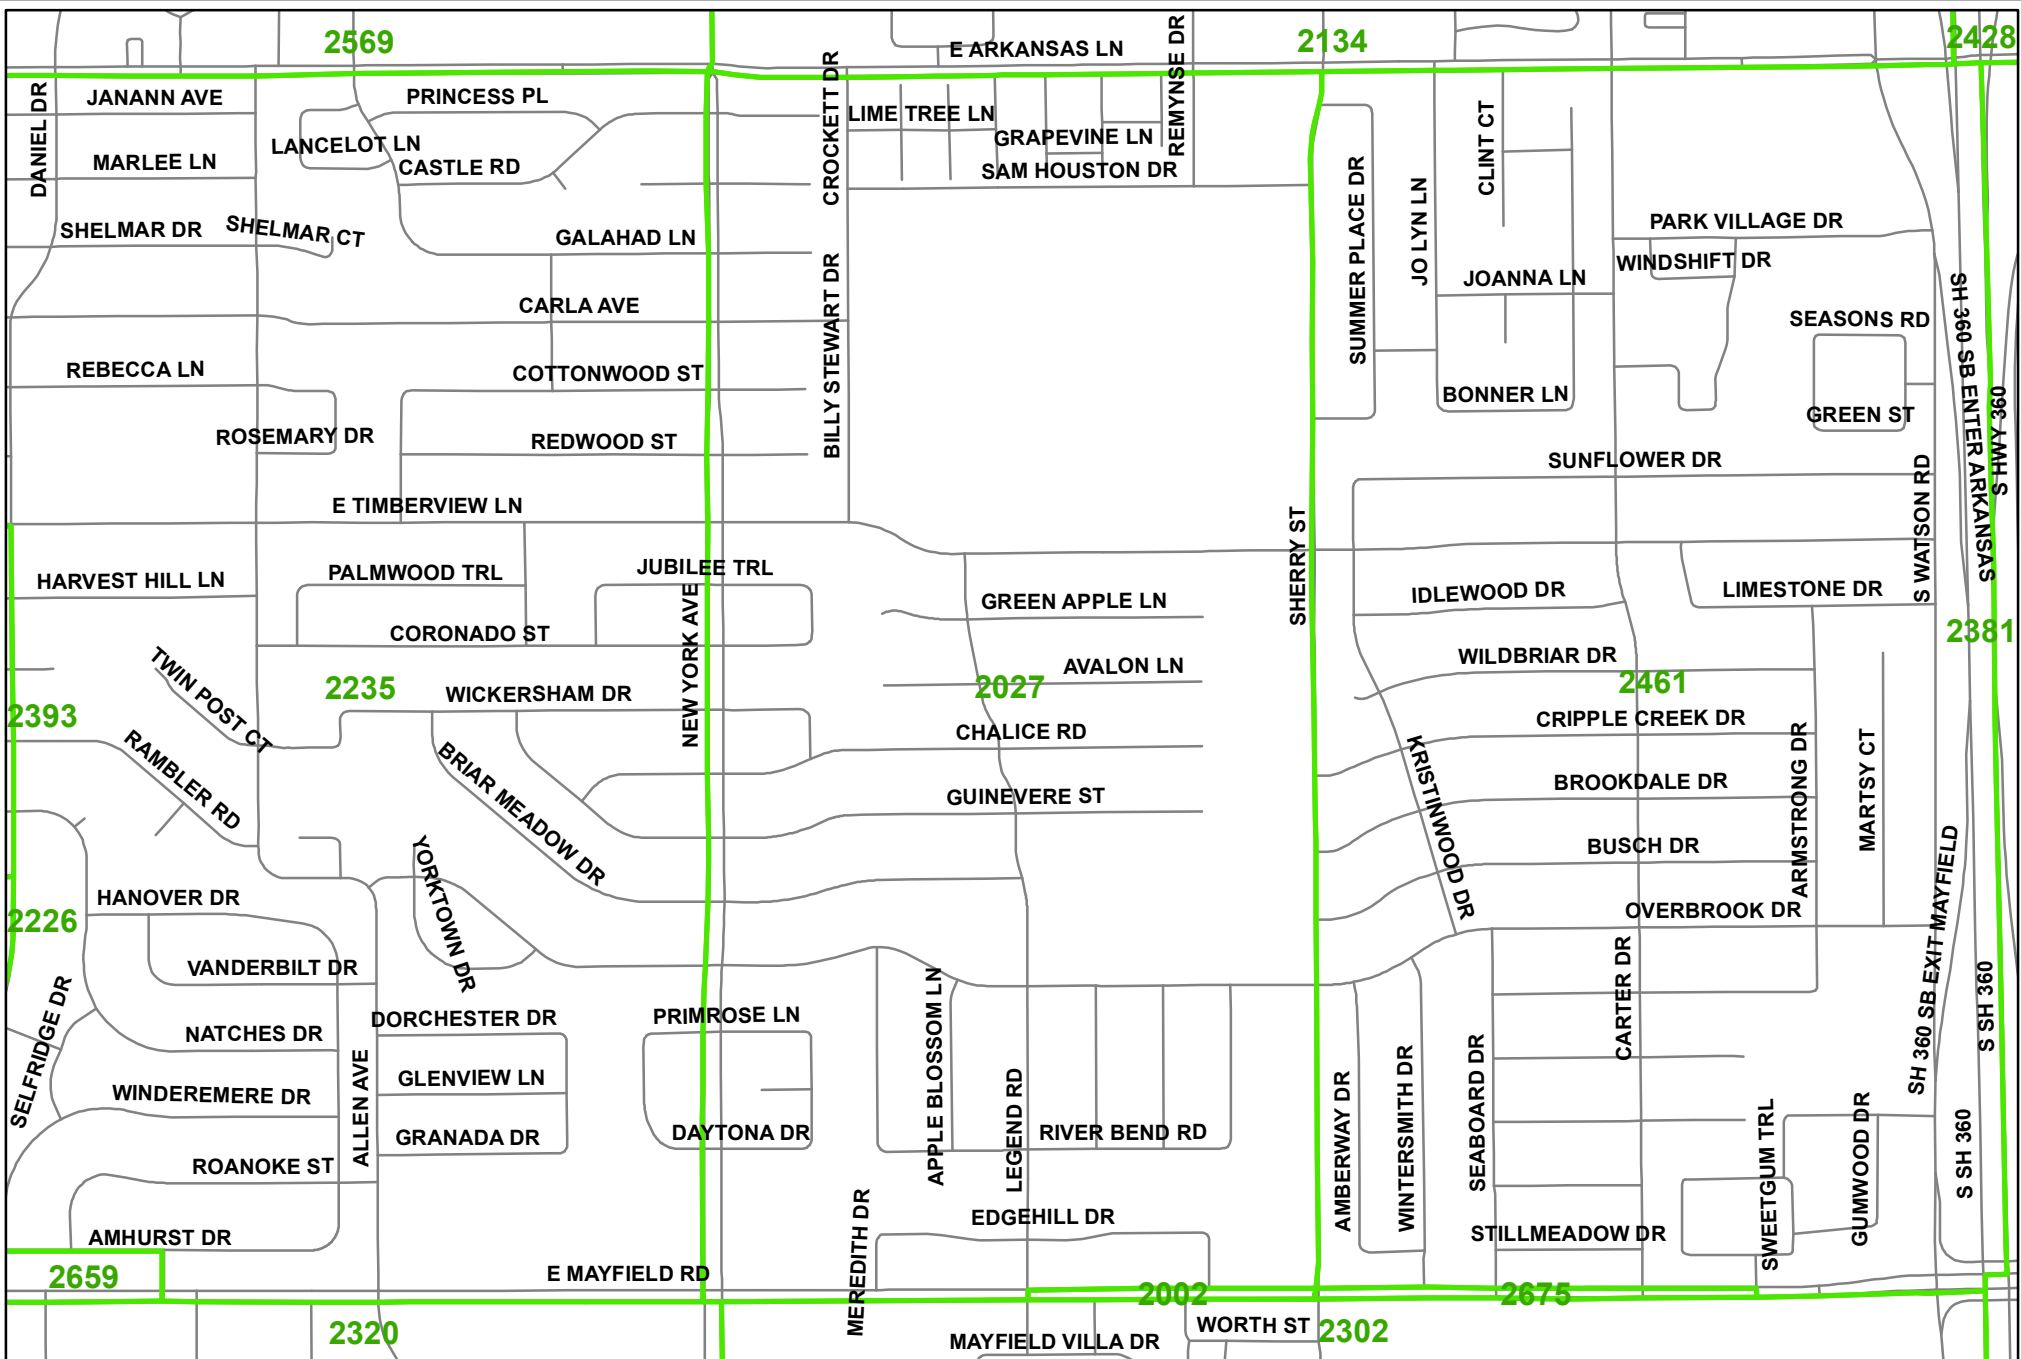 2569
E ARKANSAS LN
REMYNSE DR
2134
2428
DANIEL DR
JANANN AVE
PRINCESS PL
CROCKETT DR
LIME TREE LN
GRAPEVINE LN
CLINT CT
LANCELOT LN
MARLEE LN
CASTLE RD
SAM HOUSTON DR
SUMMER PLACE DR
JO LYN LN
PARK VILLAGE DR
SHELMAR DR
SHELMAR CT
GALAHAD LN
BILLY STEWART DR
WINDSHIFT DR
JOANNA LN
SH 360 SB ENTER ARKANSAS
CARLA AVE
SEASONS RD
REBECCA LN
COTTONWOOD ST
BONNER LN
GREEN ST
S HWY 360
ROSEMARY DR
REDWOOD ST
SUNFLOWER DR
S WATSON RD
E TIMBERVIEW LN
SHERRY ST
HARVEST HILL LN
PALMWOOD TRL
JUBILEE TRL
NEW YORK AVE
GREEN APPLE LN
IDLEWOOD DR
LIMESTONE DR
CORONADO ST
2381
TWIN POST CT
AVALON LN
WILDBRIAR DR
2235
WICKERSHAM DR
2027
2461
2393
CHALICE RD
CRIPPLE CREEK DR
ARMSTRONG DR
MARTSY CT
RAMBLER RD
BRIAR MEADOW DR
KRISTINWOOD DR
BROOKDALE DR
GUINEVERE ST
BUSCH DR
YORKTOWN DR
HANOVER DR
OVERBROOK DR
SH 360 SB EXIT MAYFIELD
2226
VANDERBILT DR
CARTER DR
S SH 360
SELFRIDGE DR
NATCHES DR
DORCHESTER DR
PRIMROSE LN
APPLE BLOSSOM LN
LEGEND RD
ALLEN AVE
AMBERWAY DR
WINTERSMITH DR
SEABOARD DR
WINDEREMERE DR
GLENVIEW LN
GRANADA DR
DAYTONA DR
RIVER BEND RD
SWEETGUM TRL
GUMWOOD DR
S SH 360
ROANOKE ST
MEREDITH DR
EDGEHILL DR
STILLMEADOW DR
AMHURST DR
2659
E MAYFIELD RD
2002
2675
2320
MAYFIELD VILLA DR
WORTH ST
2302